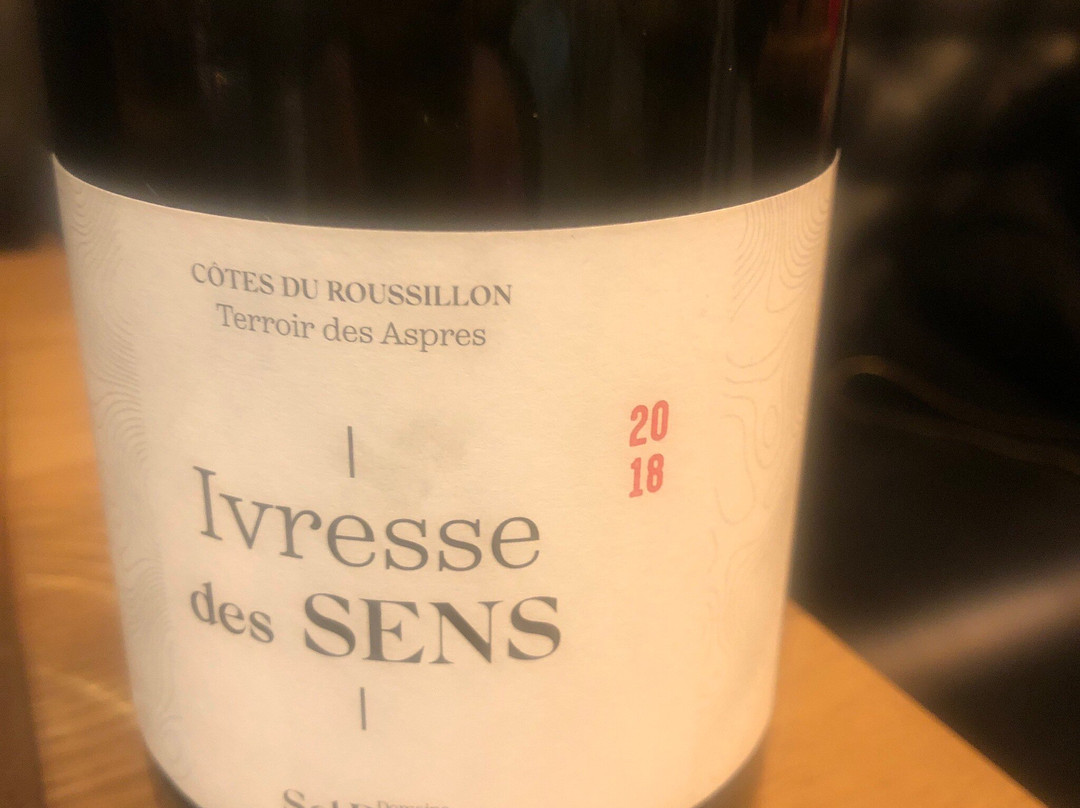 CÔTES DU ROUSSILLON
Terroir des Aspres
20
18
Ivresse
des SENS